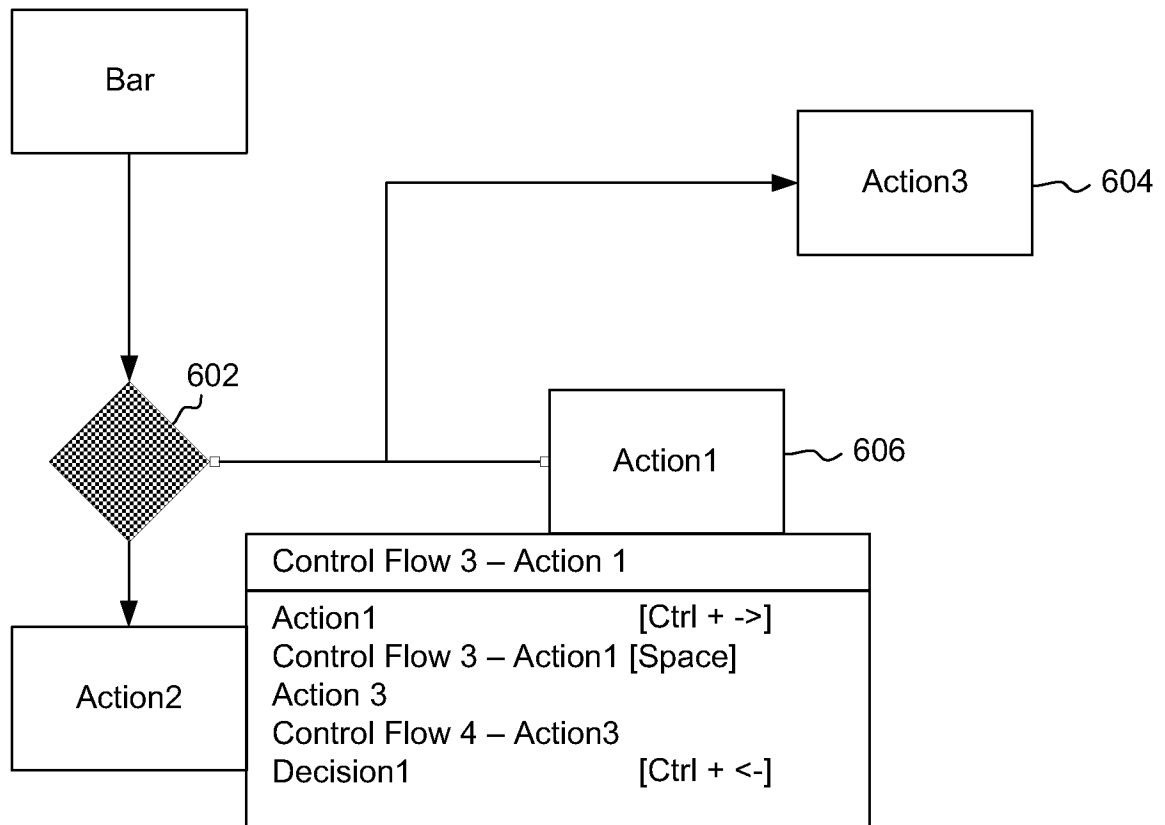 Bar
Action3
604
602
Action1
606
Control Flow 3 – Action 1
Action1 [Ctrl + ->]
Control Flow 3 – Action1 [Space]
Action 3
Control Flow 4 – Action3
Decision1 [Ctrl + <-]
Action2